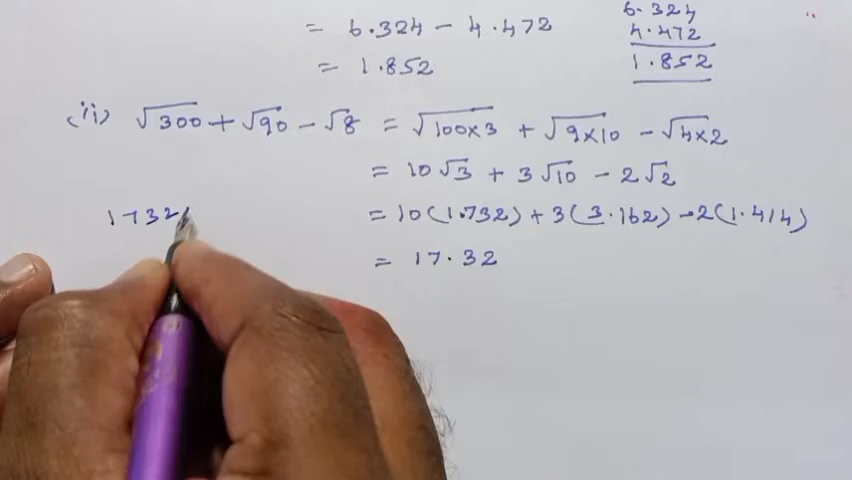 = 6.324 - 4.472
= 1.852
6.324
4.472
1.852
(ii) √300 + √90 - √8 = √100×3 + √9×10 - √4×2
= 10√3 + 3√10 - 2√2
= 10(1.732) + 3(3.162) - 2(1.414)
= 17.32
1732